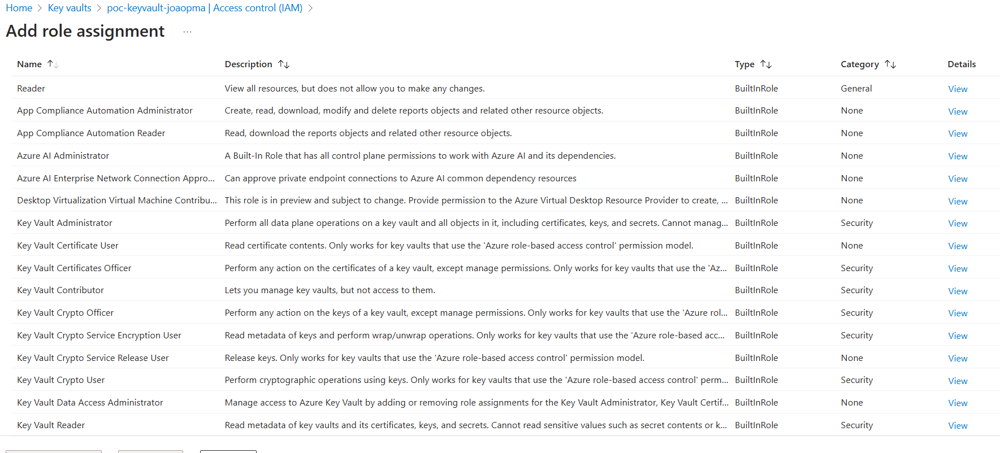 Home > Key vaults > poc-keyvault-joaopma | Access control (IAM) >
Add role assignment ...
Name Description Type Category Details
Reader View all resources, but does not allow you to make any changes. BuiltInRole General View
App Compliance Automation Administrator Create, read, download, modify and delete reports objects and related other resource objects. BuiltInRole None View
App Compliance Automation Reader Read, download the reports objects and related other resource objects. BuiltInRole None View
Azure AI Administrator A Built-In Role that has all control plane permissions to work with Azure AI and its dependencies. BuiltInRole None View
Azure AI Enterprise Network Connection Appro... Can approve private endpoint connections to Azure AI common dependency resources BuiltInRole None View
Desktop Virtualization Virtual Machine Contribu... This role is in preview and subject to change. Provide permission to the Azure Virtual Desktop Resource Provider to create, ... BuiltInRole None View
Key Vault Administrator Perform all data plane operations on a key vault and all objects in it, including certificates, keys, and secrets. Cannot manag... BuiltInRole Security View
Key Vault Certificate User Read certificate contents. Only works for key vaults that use the 'Azure role-based access control' permission model. BuiltInRole None View
Key Vault Certificates Officer Perform any action on the certificates of a key vault, except manage permissions. Only works for key vaults that use the 'Az... BuiltInRole Security View
Key Vault Contributor Lets you manage key vaults, but not access to them. BuiltInRole Security View
Key Vault Crypto Officer Perform any action on the keys of a key vault, except manage permissions. Only works for key vaults that use the 'Azure rol... BuiltInRole Security View
Key Vault Crypto Service Encryption User Read metadata of keys and perform wrap/unwrap operations. Only works for key vaults that use the 'Azure role-based acc... BuiltInRole Security View
Key Vault Crypto Service Release User Release keys. Only works for key vaults that use the 'Azure role-based access control' permission model. BuiltInRole None View
Key Vault Crypto User Perform cryptographic operations using keys. Only works for key vaults that use the 'Azure role-based access control' perm... BuiltInRole Security View
Key Vault Data Access Administrator Manage access to Azure Key Vault by adding or removing role assignments for the Key Vault Administrator, Key Vault Certif... BuiltInRole None View
Key Vault Reader Read metadata of key vaults and its certificates, keys, and secrets. Cannot read sensitive values such as secret contents or k... BuiltInRole Security View